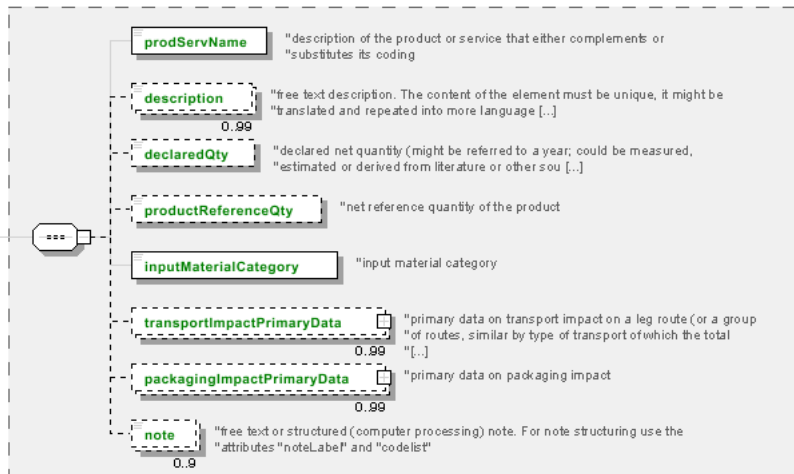 prodServName
"description of the product or service that either complements or
"substitutes its coding
description
"free text description. The content of the element must be unique, it might be
"translated and repeated into more language [...]
0..99
declaredQty
"declared net quantity (might be referred to a year; could be measured,
"estimated or derived from literature or other sou [...]
productReferenceQty
"net reference quantity of the product
inputMaterialCategory
"input material category
transportImpactPrimaryData
"primary data on transport impact on a leg route (or a group
"of routes, similar by type of transport of which the total
"[...]
0..99
packagingImpactPrimaryData
"primary data on packaging impact
0..99
note
"free text or structured (computer processing) note. For note structuring use the
"attributes "noteLabel" and "codelist"
0..9